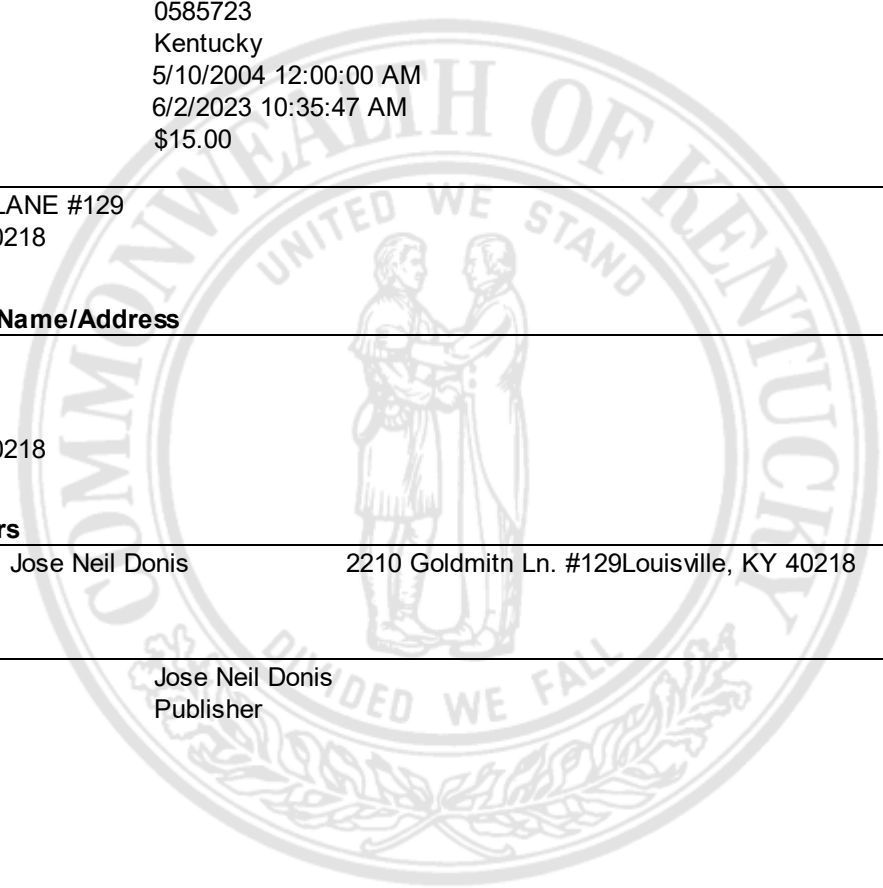 0585723
Kentucky
5/10/2004 12:00:00 AM
6/2/2023 10:35:47 AM
$15.00
LANE #129
0218
Name/Address
0218
rs
Jose Neil Donis 2210 Goldmitn Ln. #129Louisville, KY 40218
Jose Neil Donis
Publisher
COMMONWEALTH OF KENTUCKY
UNITED WE STAND
DIVIDED WE FALL